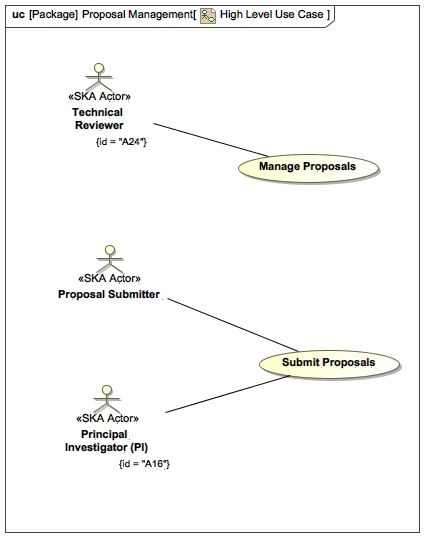 uc [Package] Proposal Management[ High Level Use Case ]
«SKA Actor»
Technical
Reviewer
{id = "A24"}
Manage Proposals
«SKA Actor»
Proposal Submitter
Submit Proposals
«SKA Actor»
Principal
Investigator (PI)
{id = "A16"}